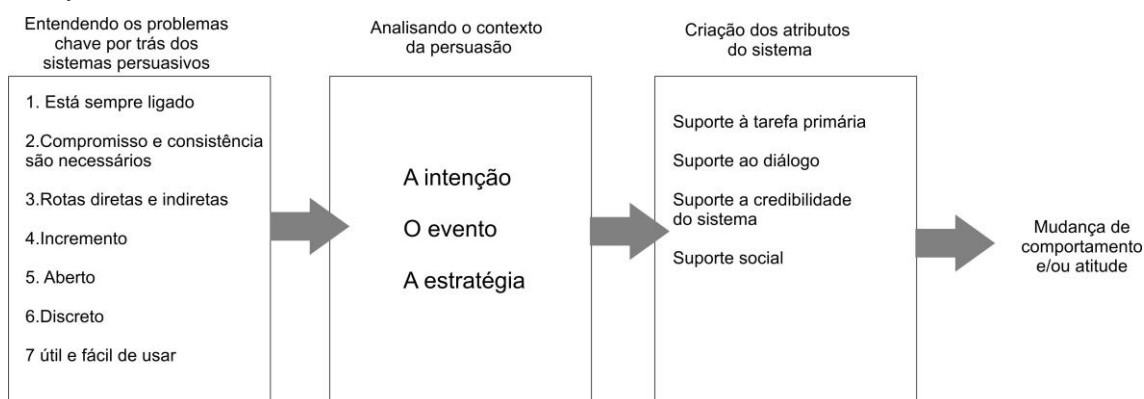 Entendendo os problemas
chave por trás dos
sistemas persuasivos
1. Está sempre ligado
2.Compromisso e consistência
são necessários
3.Rotas diretas e indiretas
4.Incremento
5. Aberto
6.Discreto
7 útil e fácil de usar
Analisando o contexto
da persuasão
A intenção
O evento
A estratégia
Criação dos atributos
do sistema
Suporte à tarefa primária
Suporte ao diálogo
Suporte a credibilidade
do sistema
Suporte social
Mudança de
comportamento
e/ou atitude